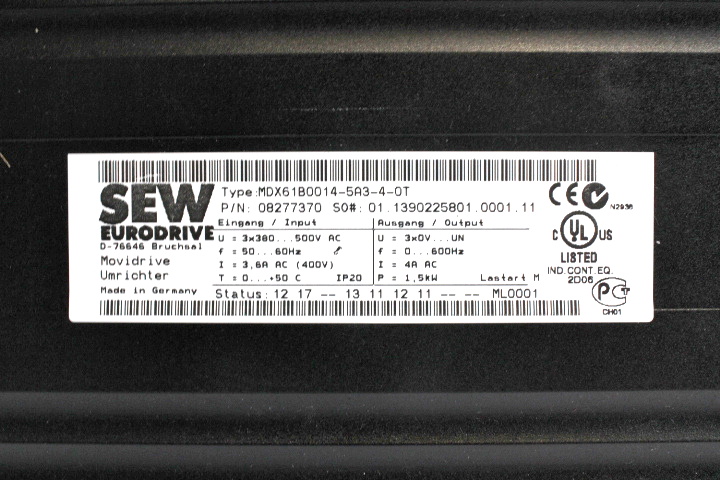 SEW
EURODRIVE
D-76646 Bruchsal
Movidrive
Umrichter
Made in Germany
Type:MDX61B0014-5A3-4-0T
P/N: 08277370 SO#: 01.1390225801.0001.11
Eingang / Input
U = 3x380...500V AC
f = 50...60Hz
I = 3,6A AC (400V)
T = 0...+50 C IP20
Ausgang / Output
U = 3x0V...UN
f = 0...600Hz
I = 4A AC
P = 1,5kW Lastart M
Status: 12 17 -- 13 11 12 11 -- -- ML0001
CE N2936
C UL US
LISTED
IND.CONT.EQ.
2D06
PCT
CH01